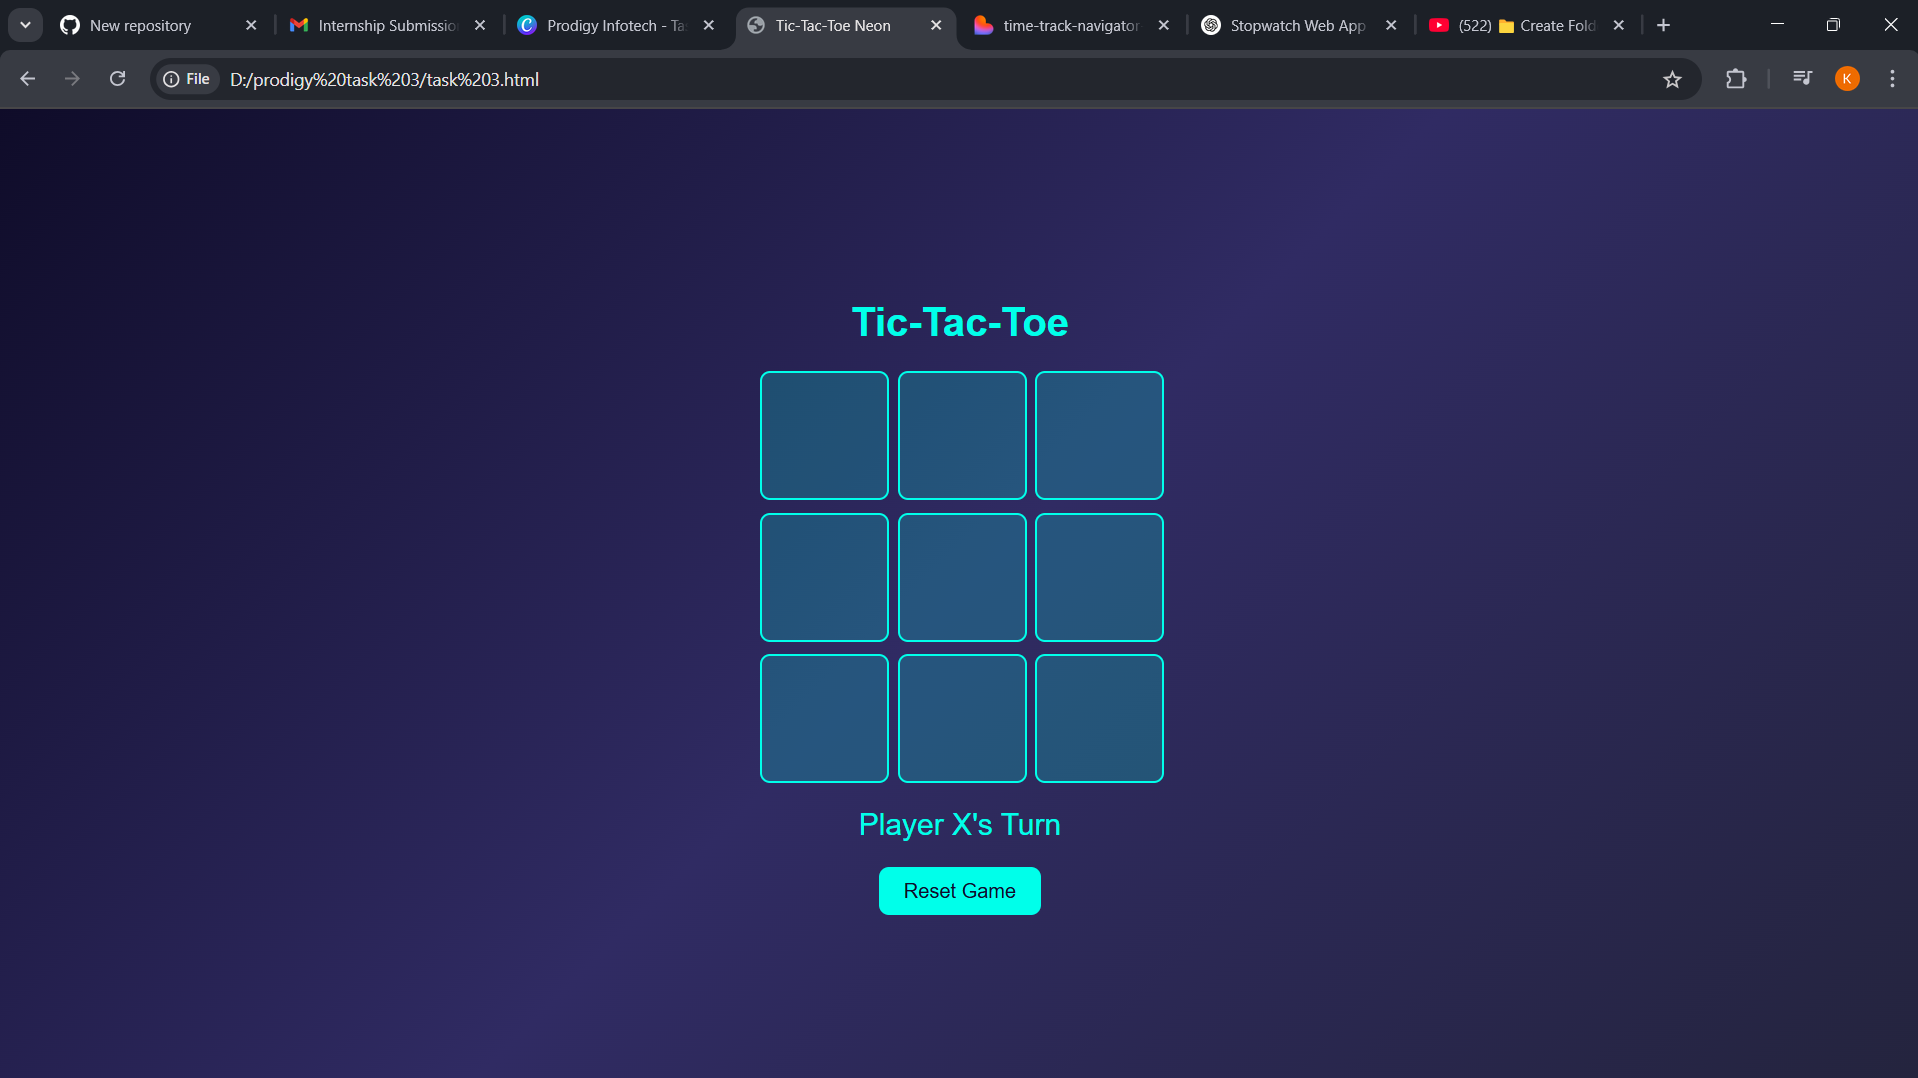 New repository
Internship Submissio
Prodigy Infotech - Ta
Tic-Tac-Toe Neon
time-track-navigator
Stopwatch Web App
(522) 📁 Create Fold
File
D:/prodigy%20task%203/task%203.html
K
Tic-Tac-Toe
Player X's Turn
Reset Game